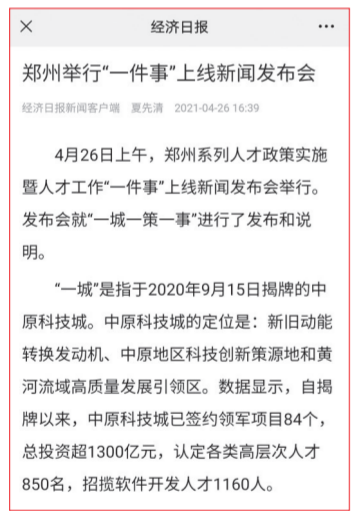 经济日报
郑州举行“一件事”上线新闻发布会
经济日报新闻客户端 夏先清 2021-04-26 16:39
4月26日上午，郑州系列人才政策实施
暨人才工作“一件事”上线新闻发布会举行。
发布会就“一城一策一事”进行了发布和说
明。
“一城”是指于2020年9月15日揭牌的中
原科技城。中原科技城的定位是：新旧动能
转换发动机、中原地区科技创新策源地和黄
河流域高质量发展引领区。数据显示，自揭
牌以来，中原科技城已签约领军项目84个，
总投资超1300亿元，认定各类高层次人才
850名，招揽软件开发人才1160人。